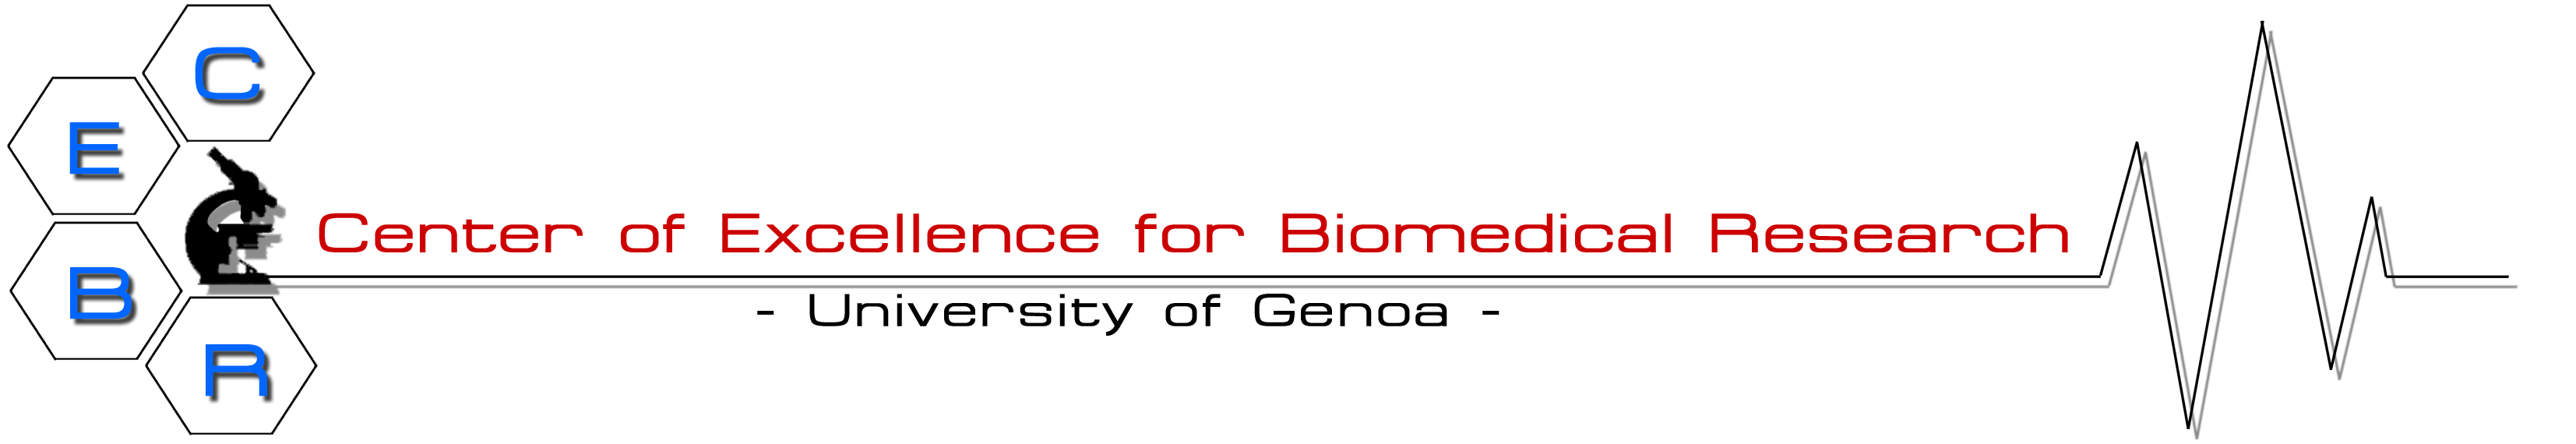 C
E
B
R
Center of Excellence for Biomedical Research
- University of Genoa -